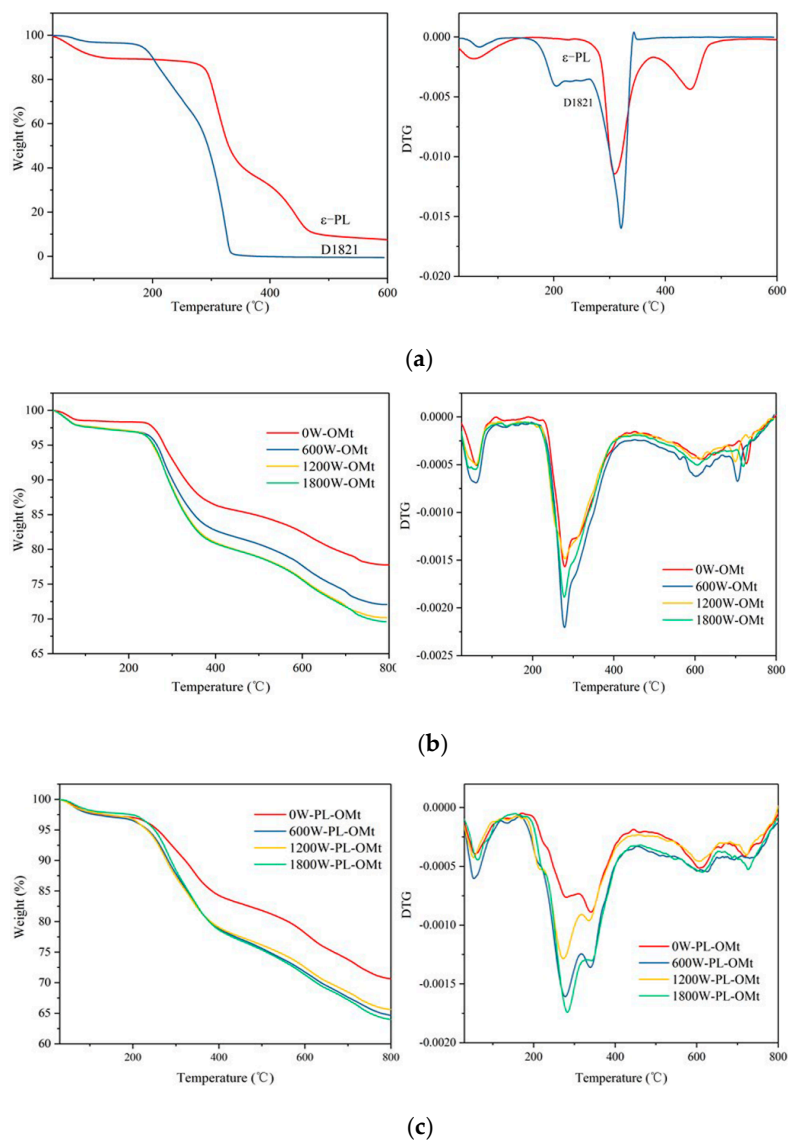 100
80
60
40
20
0
200
400
600
Weight (%)
Temperature (℃)
ε−PL
D1821
0.000
-0.005
-0.010
-0.015
-0.020
200
400
600
DTG
Temperature (℃)
ε−PL
D1821
(a)
100
95
90
85
80
75
70
65
200
400
600
800
Weight (%)
Temperature (℃)
0W-OMt
600W-OMt
1200W-OMt
1800W-OMt
0.0000
-0.0005
-0.0010
-0.0015
-0.0020
-0.0025
200
400
600
800
DTG
Temperature (℃)
0W-OMt
600W-OMt
1200W-OMt
1800W-OMt
(b)
100
95
90
85
80
75
70
65
60
200
400
600
800
Weight (%)
Temperature (℃)
0W-PL-OMt
600W-PL-OMt
1200W-PL-OMt
1800W-PL-OMt
0.0000
-0.0005
-0.0010
-0.0015
-0.0020
200
400
600
800
DTG
Temperature (℃)
0W-PL-OMt
600W-PL-OMt
1200W-PL-OMt
1800W-PL-OMt
(c)